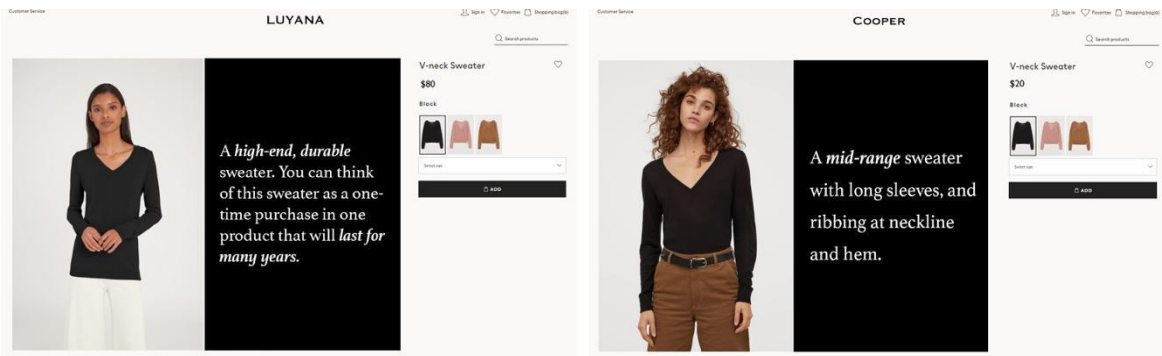 Customer Service
LUYANA
Sign in Favorites Shopping bag(0)
Search products
V-neck Sweater
$80
Black
Select size
ADD
A high-end, durable
sweater. You can think
of this sweater as a one-
time purchase in one
product that will last for
many years.
Customer Service
COOPER
Sign in Favorites Shopping bag(0)
Search products
V-neck Sweater
$20
Black
Select size
ADD
A mid-range sweater
with long sleeves, and
ribbing at neckline
and hem.